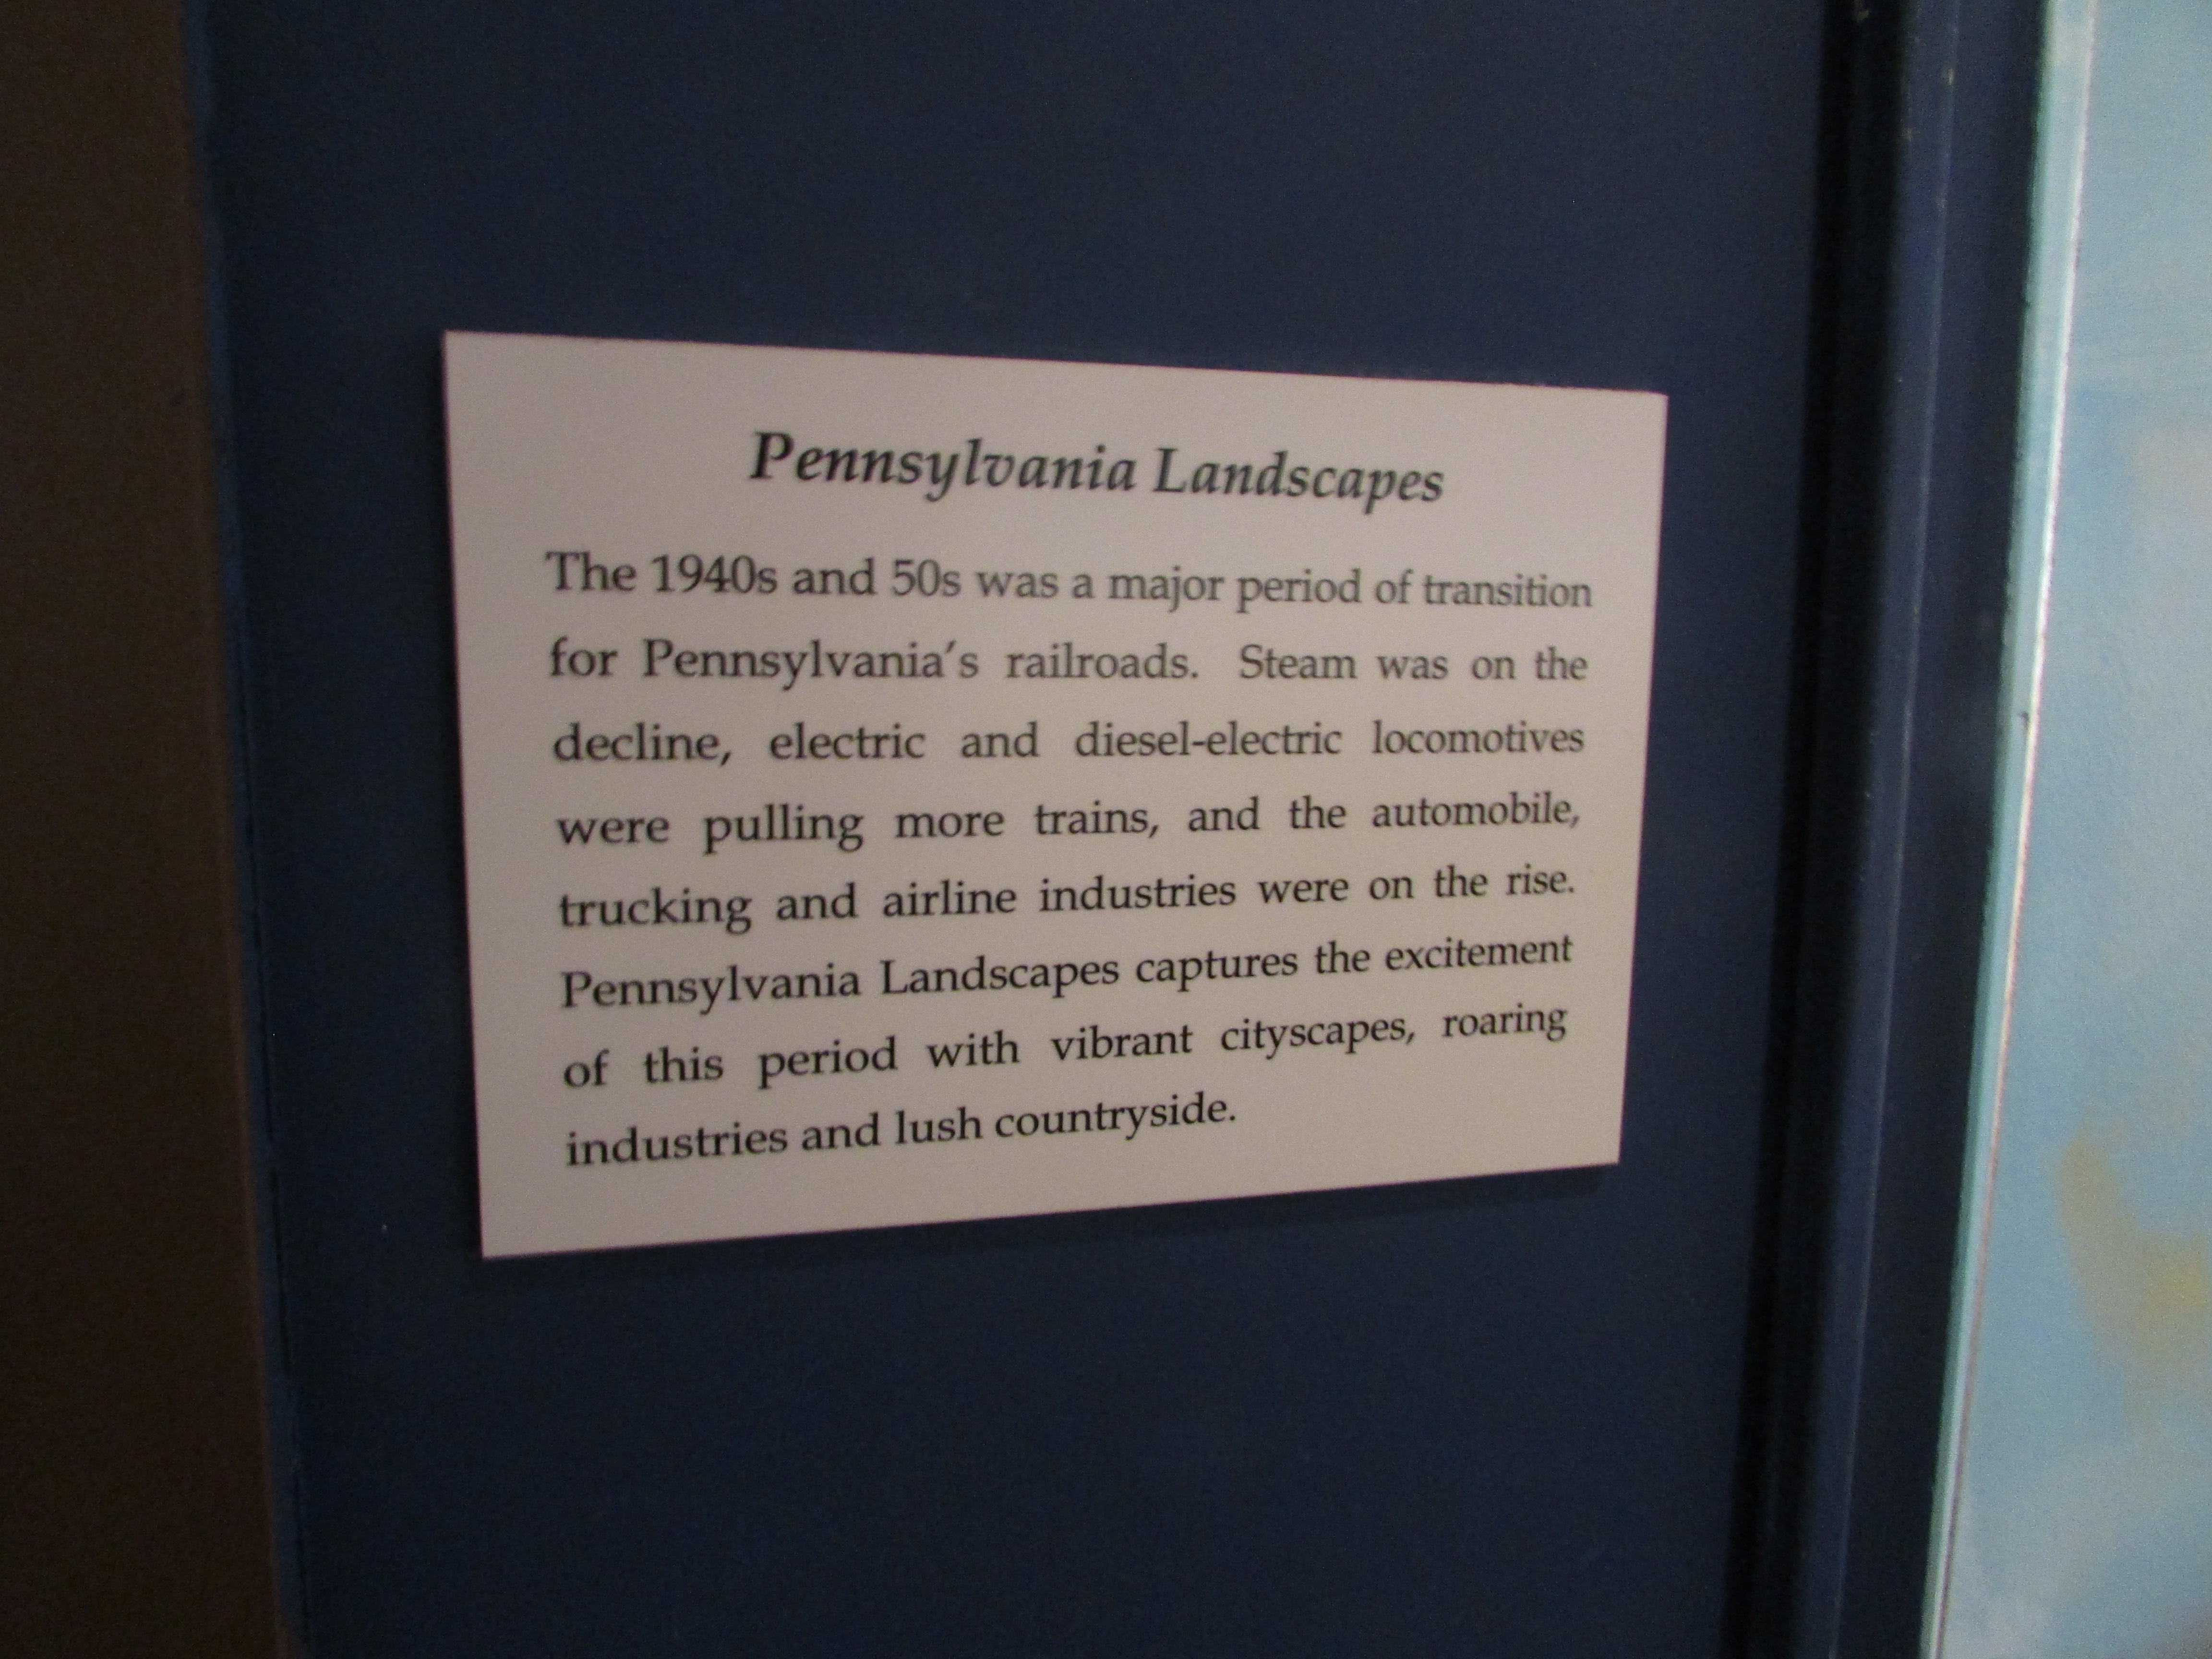 Pennsylvania Landscapes
The 1940s and 50s was a major period of transition
for Pennsylvania's railroads. Steam was on the
decline, electric and diesel-electric locomotives
were pulling more trains, and the automobile,
trucking and airline industries were on the rise.
Pennsylvania Landscapes captures the excitement
of this period with vibrant cityscapes, roaring
industries and lush countryside.